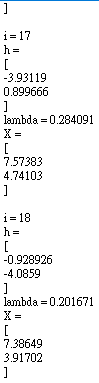 ]
i = 17
h =
[
-3.93119
0.899666
]
lambda = 0.284091
X =
[
7.57383
4.74103
]
i = 18
h =
[
-0.928926
-4.0859
]
lambda = 0.201671
X =
[
7.38649
3.91702
]